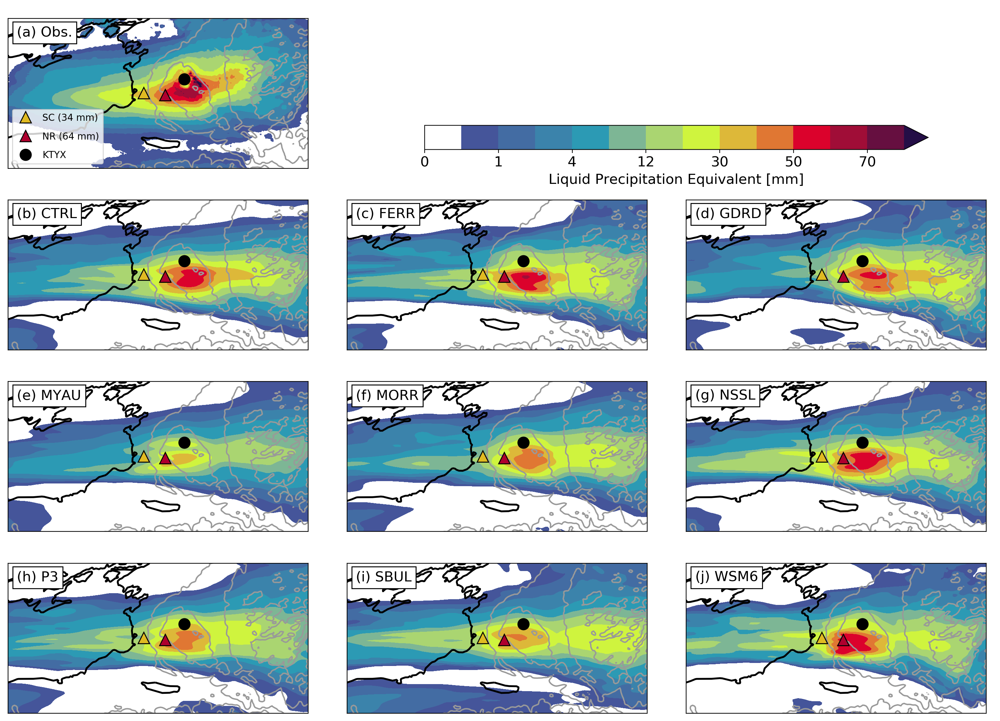 (a) Obs.
SC (34 mm)
NR (64 mm)
KTYX
0 1 4 12 30 50 70
Liquid Precipitation Equivalent [mm]
(b) CTRL
(c) FERR
(d) GDRD
(e) MYAU
(f) MORR
(g) NSSL
(h) P3
(i) SBUL
(j) WSM6